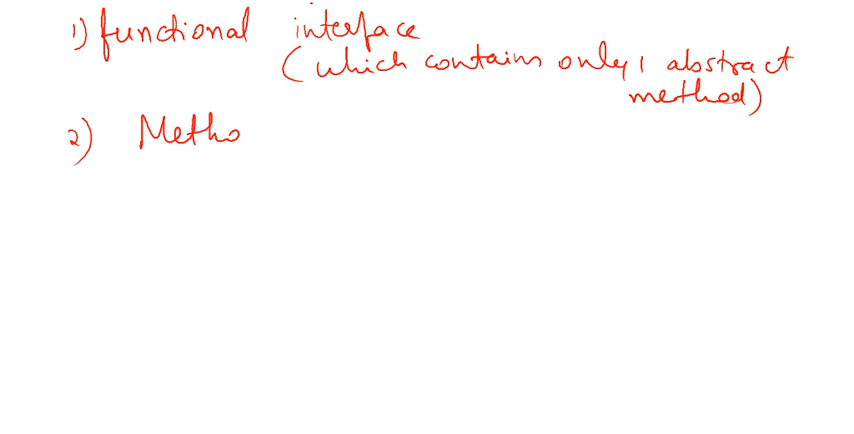 1) functional interface
(which contains only 1 abstract
method)
2) Metho